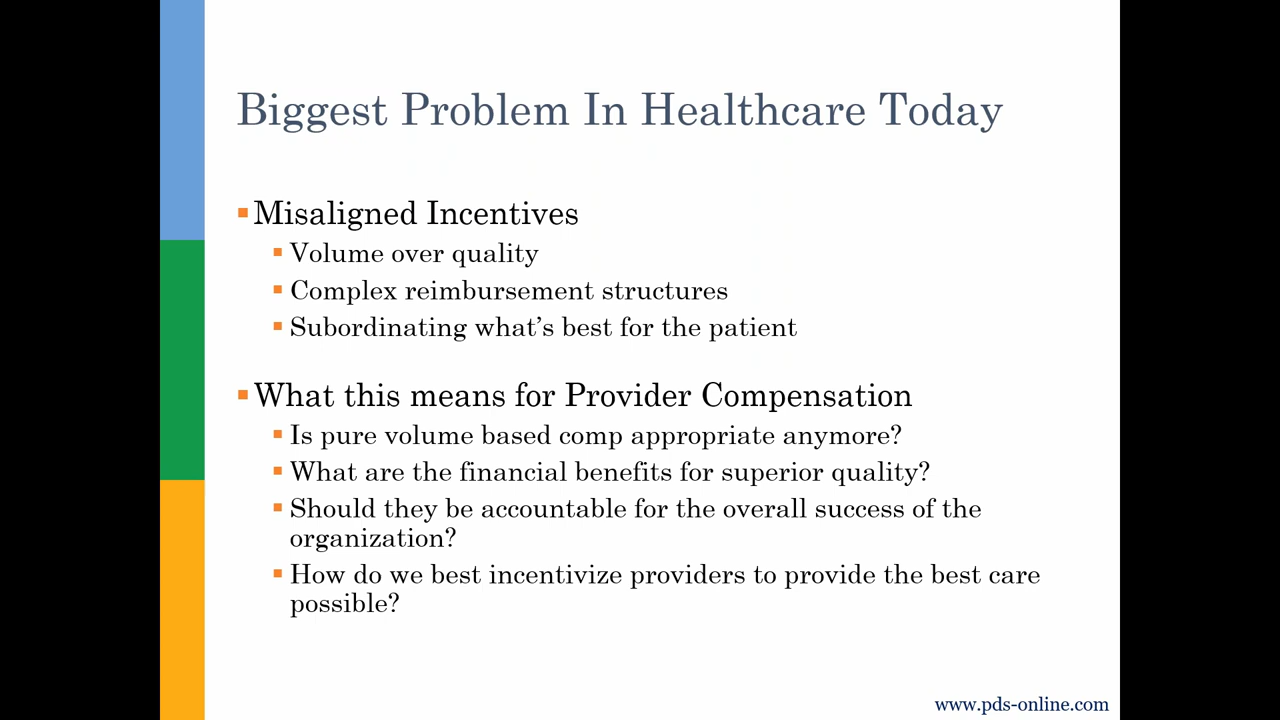 Biggest Problem In Healthcare Today
Misaligned Incentives
Volume over quality
Complex reimbursement structures
Subordinating what’s best for the patient
What this means for Provider Compensation
Is pure volume based comp appropriate anymore?
What are the financial benefits for superior quality?
Should they be accountable for the overall success of the
organization?
How do we best incentivize providers to provide the best care
possible?
www.pds-online.com